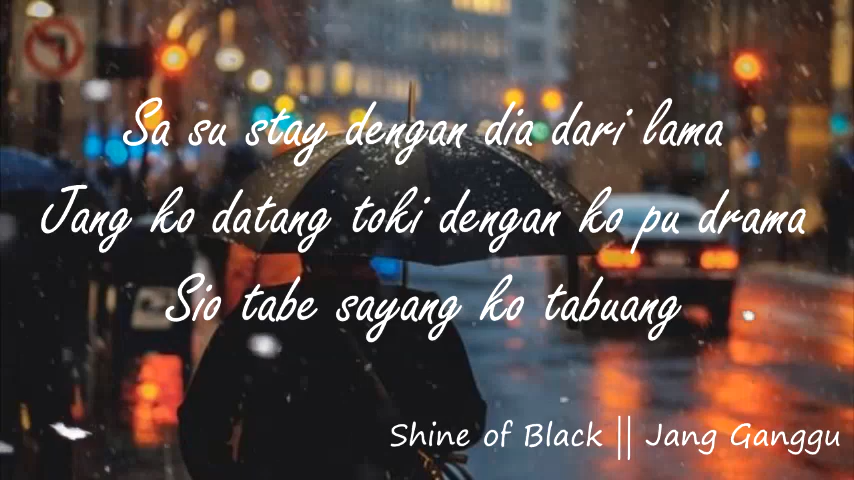 Sa su stay dengan dia dari lama
Jang ko datang toki dengan ko pu drama
Sio tabe sayang ko tabuang
Shine of Black || Jang Ganggu